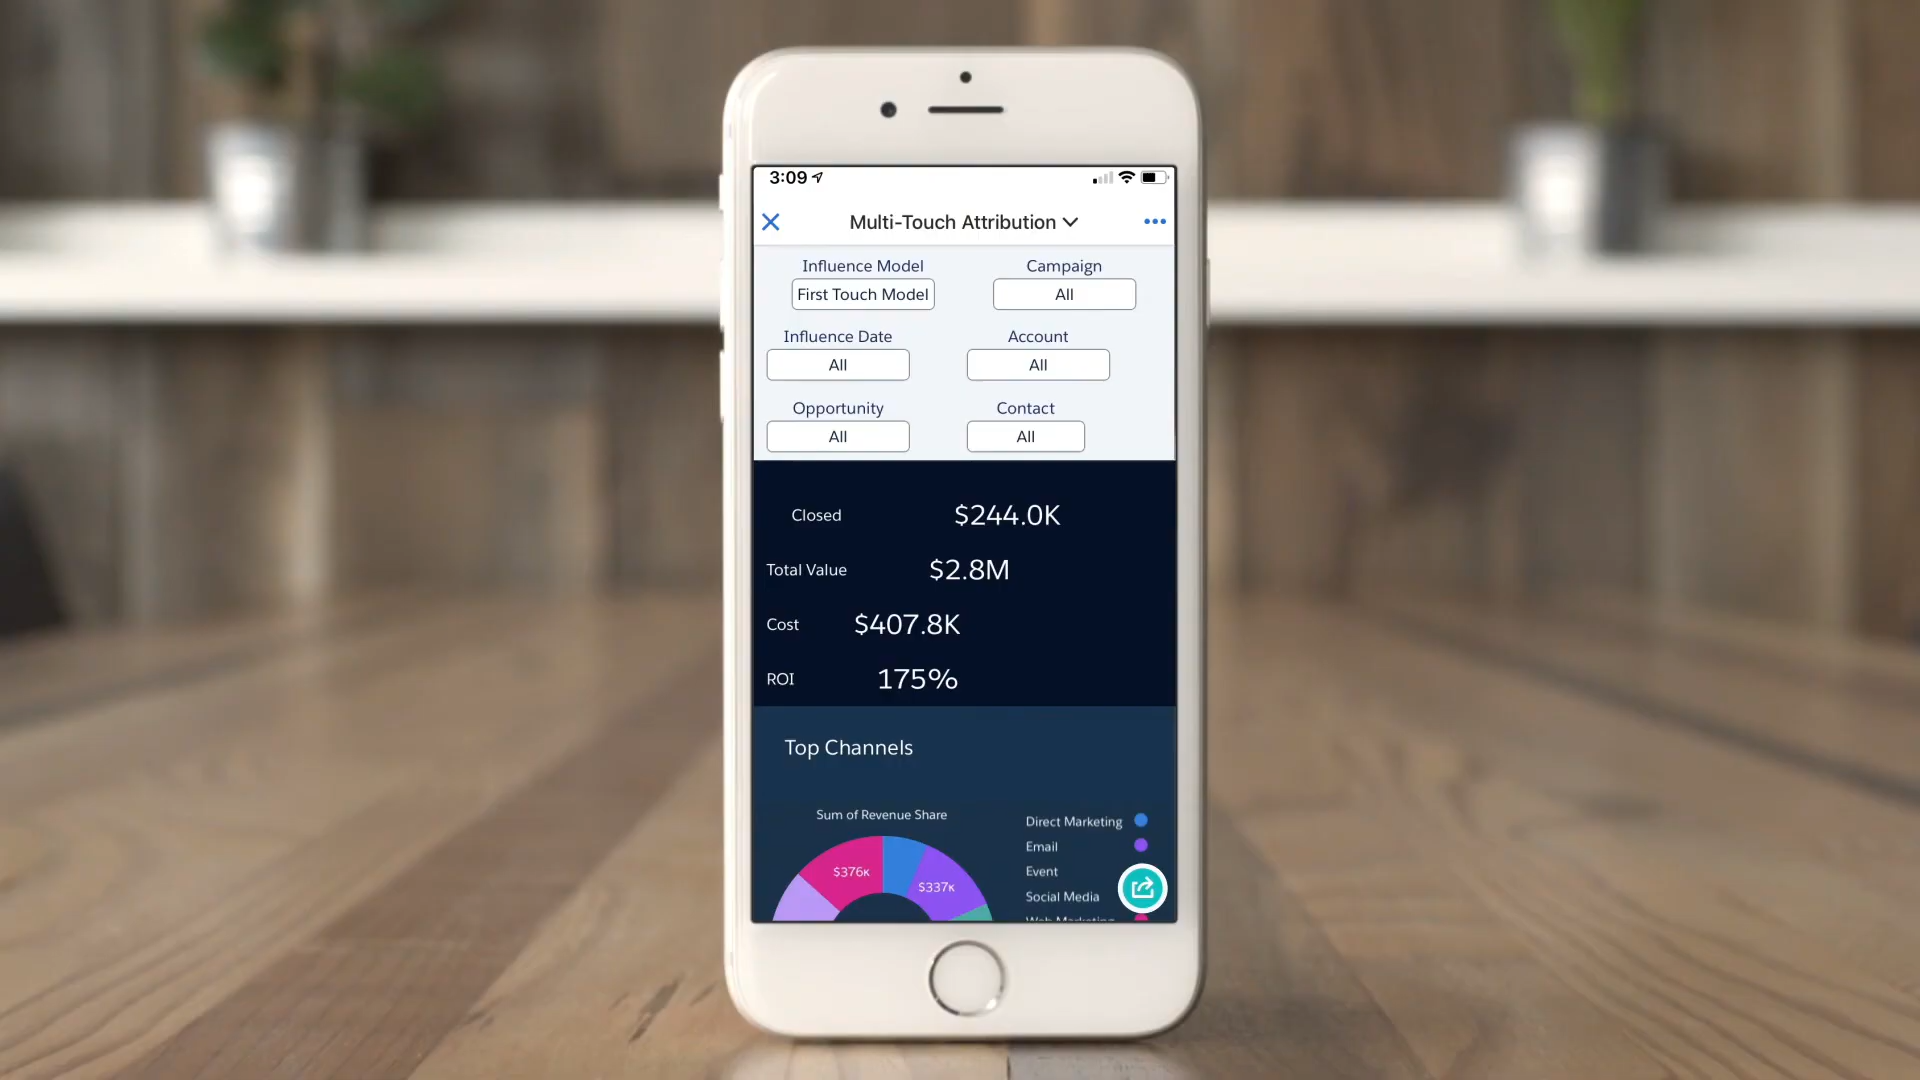 3:09
Multi-Touch Attribution
Influence Model
Campaign
First Touch Model
All
Influence Date
Account
All
All
Opportunity
Contact
All
All
Closed
$244.0K
Total Value
$2.8M
Cost
$407.8K
ROI
175%
Top Channels
Sum of Revenue Share
Direct Marketing
Email
Event
Social Media
Web Marketing
$376K
$337K